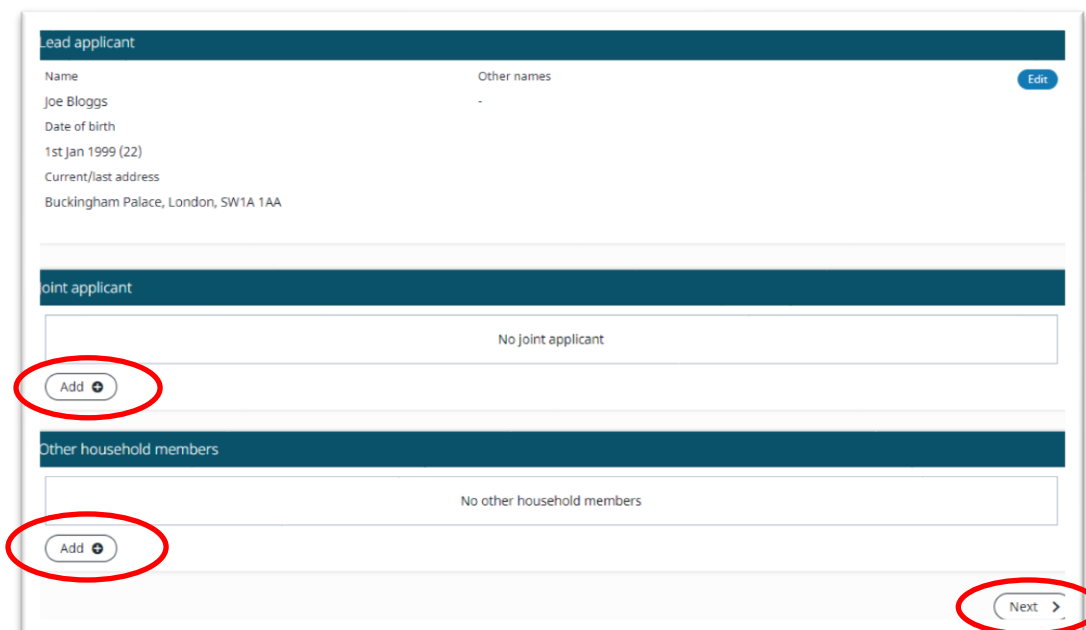 Lead applicant
Name Other names Edit
Joe Bloggs -
Date of birth
1st Jan 1999 (22)
Current/last address
Buckingham Palace, London, SW1A 1AA
Joint applicant
No joint applicant
Add
Other household members
No other household members
Add
Next